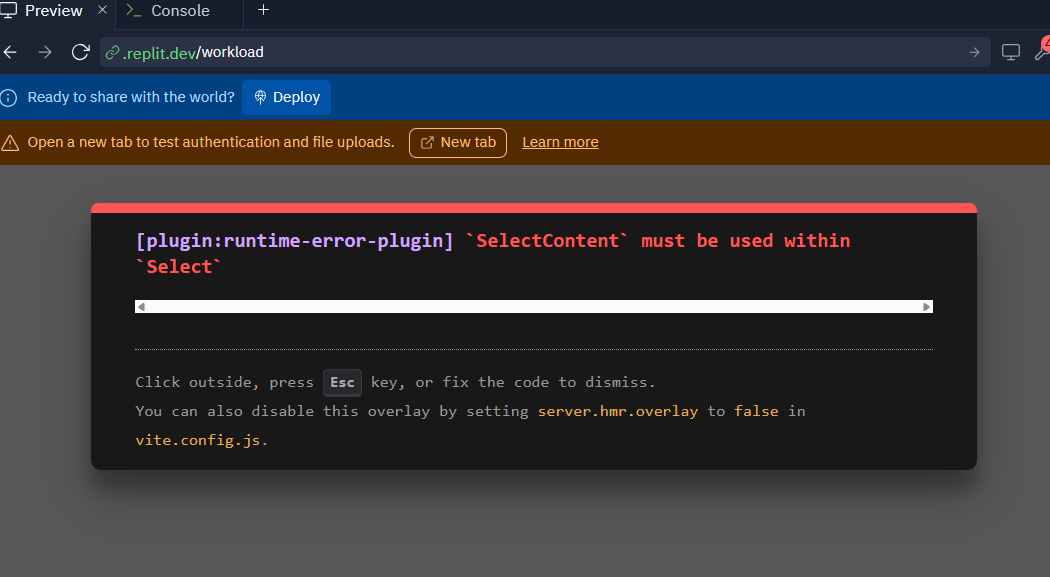 Preview × >_ Console +
.replit.dev/workload
Ready to share with the world? Deploy
Open a new tab to test authentication and file uploads. New tab Learn more
[plugin:runtime-error-plugin] `SelectContent` must be used within
`Select`
Click outside, press Esc key, or fix the code to dismiss.
You can also disable this overlay by setting server.hmr.overlay to false in
vite.config.js.